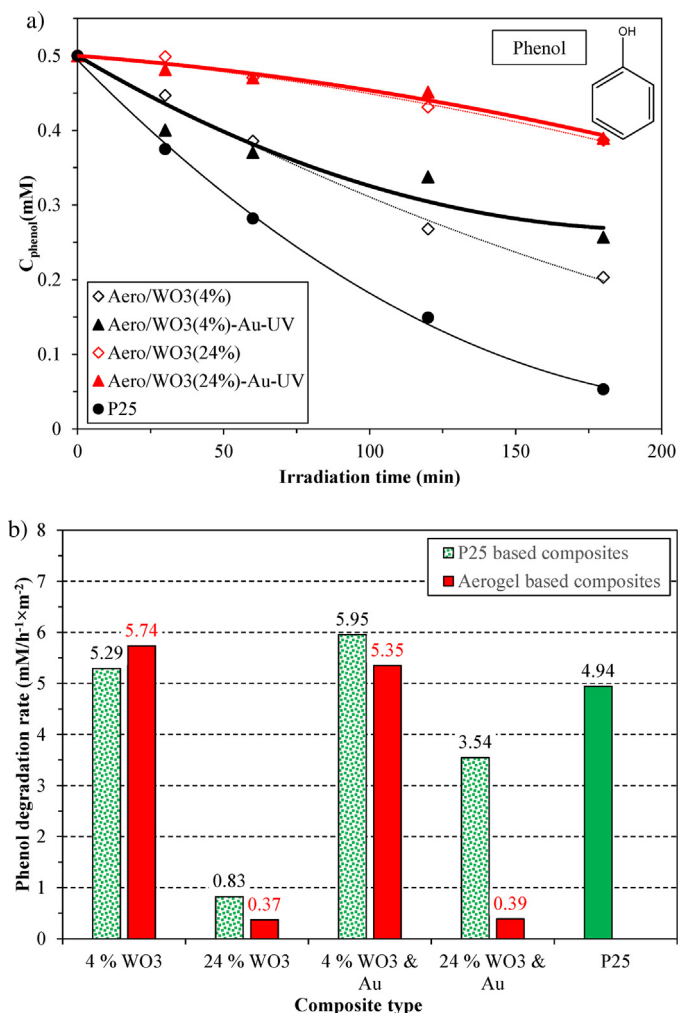 a)
Phenol
OH
C_phenol(mM)
0.5
0.4
0.3
0.2
0.1
0
Aero/WO3(4%)
Aero/WO3(4%)-Au-UV
Aero/WO3(24%)
Aero/WO3(24%)-Au-UV
P25
0 50 100 150 200
Irradiation time (min)
b)
Phenol degradation rate (mM/h⁻¹×m⁻²)
8
7
6
5
4
3
2
1
0
P25 based composites
Aerogel based composites
5.29 5.74
0.83 0.37
5.95 5.35
3.54 0.39
4.94
4 % WO3 24 % WO3 4 % WO3 & 24 % WO3 & P25
Au Au
Composite type